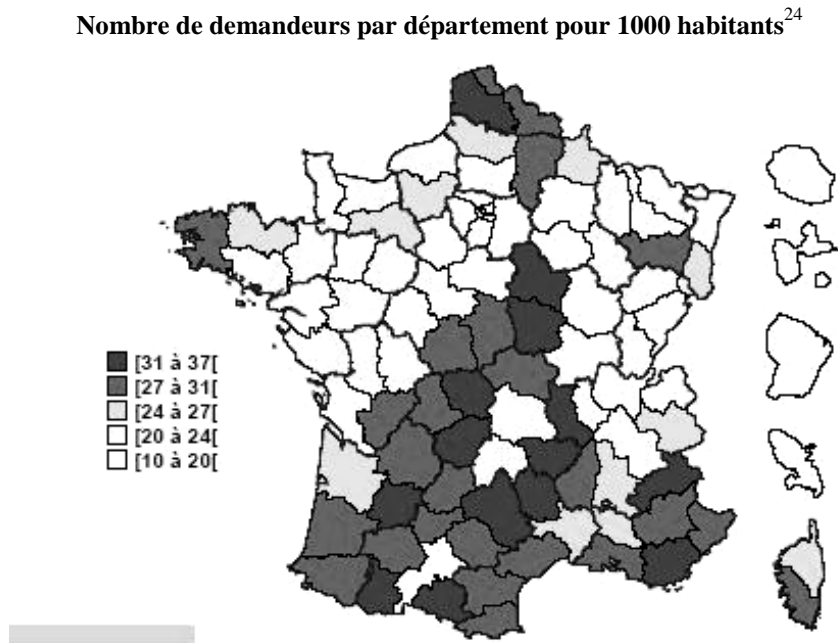 Nombre de demandeurs par département pour 1000 habitants24
[31 à 37[
[27 à 31[
[24 à 27[
[20 à 24[
[10 à 20[